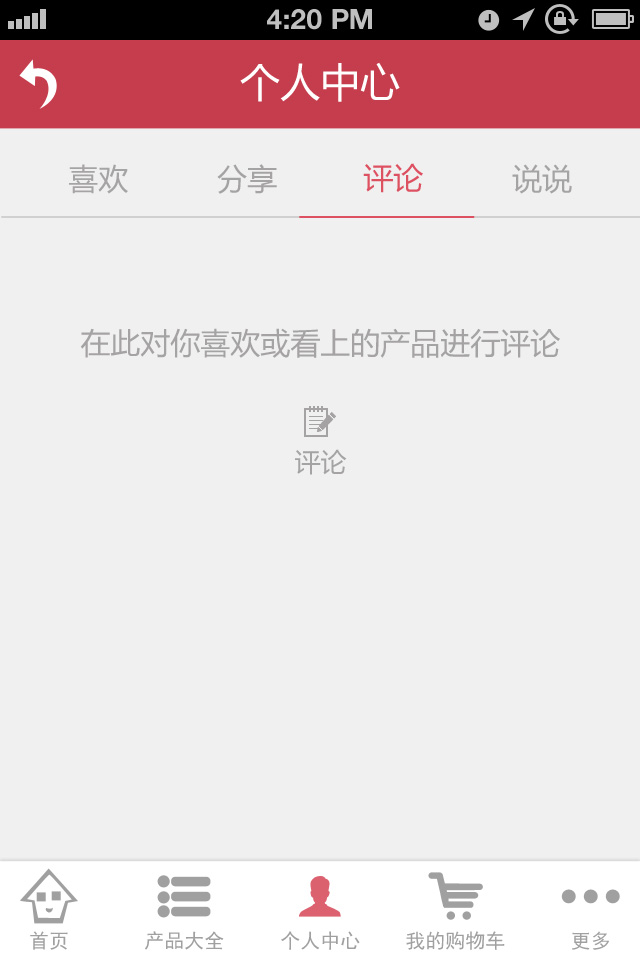 4:20 PM
个人中心
喜欢 分享 评论 说说
在此对你喜欢或看上的产品进行评论
评论
首页 产品大全 个人中心 我的购物车 更多